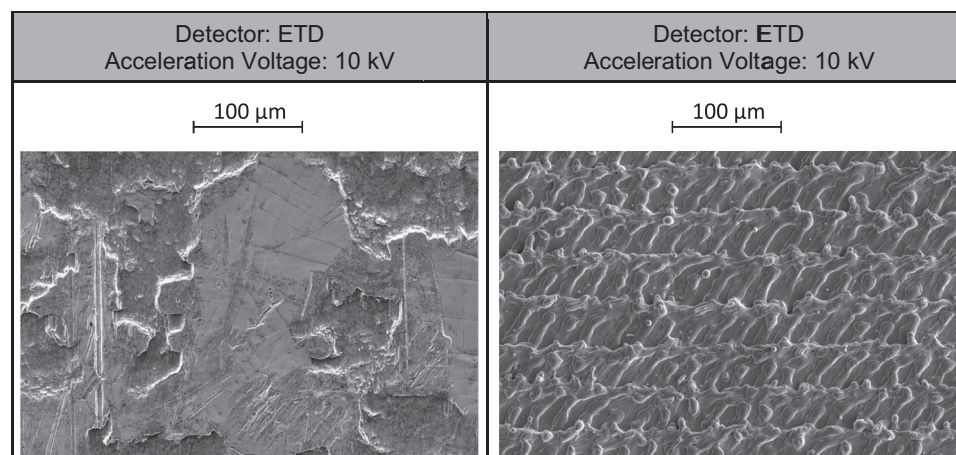 Detector: ETD
Acceleration Voltage: 10 kV
Detector: ETD
Acceleration Voltage: 10 kV
100 μm
100 μm